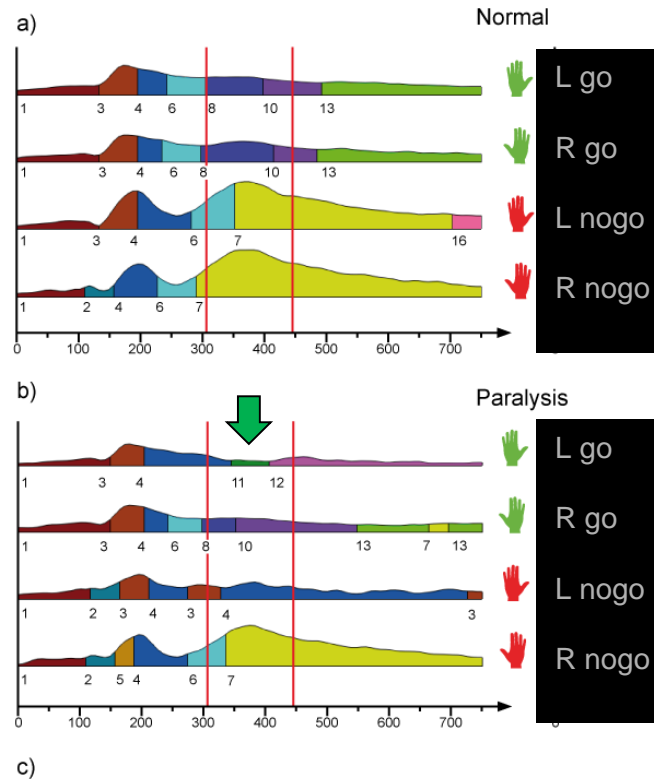 a)
Normal
L go
1 3 4 6 8 10 13
R go
1 3 4 6 8 10 13
L nogo
1 3 4 6 7 16
R nogo
1 2 4 6 7
0 100 200 300 400 500 600 700
b)
Paralysis
L go
1 3 4 11 12
R go
1 3 4 6 8 10 13 7 13
L nogo
1 2 3 4 3 4 3
R nogo
1 2 5 4 6 7
0 100 200 300 400 500 600 700
c)